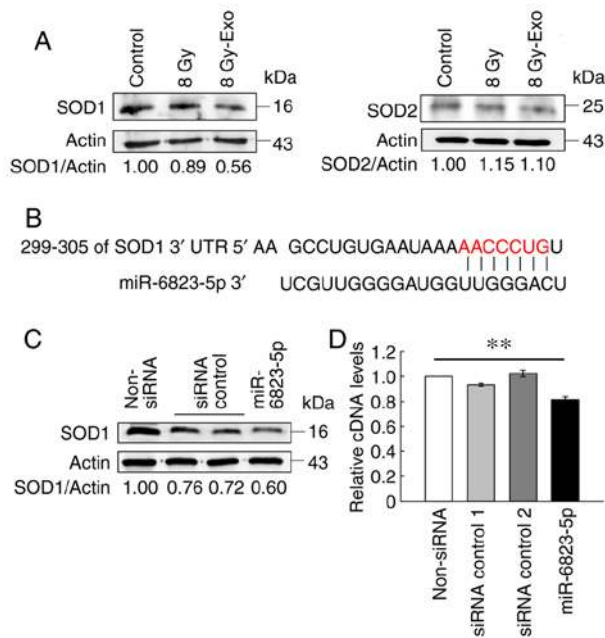 A
Control
8 Gy
8 Gy-Exo
kDa
SOD1
16
Actin
43
SOD1/Actin 1.00 0.89 0.56
Control
8 Gy
8 Gy-Exo
kDa
SOD2
25
Actin
43
SOD2/Actin 1.00 1.15 1.10
B
299-305 of SOD1 3′ UTR 5′ AA GCCUGUGAAUAAAAACCCUGU
miR-6823-5p 3′ UCGUUGGGGAUGGUUGGGACU
C
Non-
siRNA
siRNA
control
miR-
6823-5p
kDa
SOD1
16
Actin
43
SOD1/Actin 1.00 0.76 0.72 0.60
D
**
Relative cDNA levels
1.2
1.0
0.8
0.6
0.4
0.2
0
Non-siRNA
siRNA control 1
siRNA control 2
miR-6823-5p